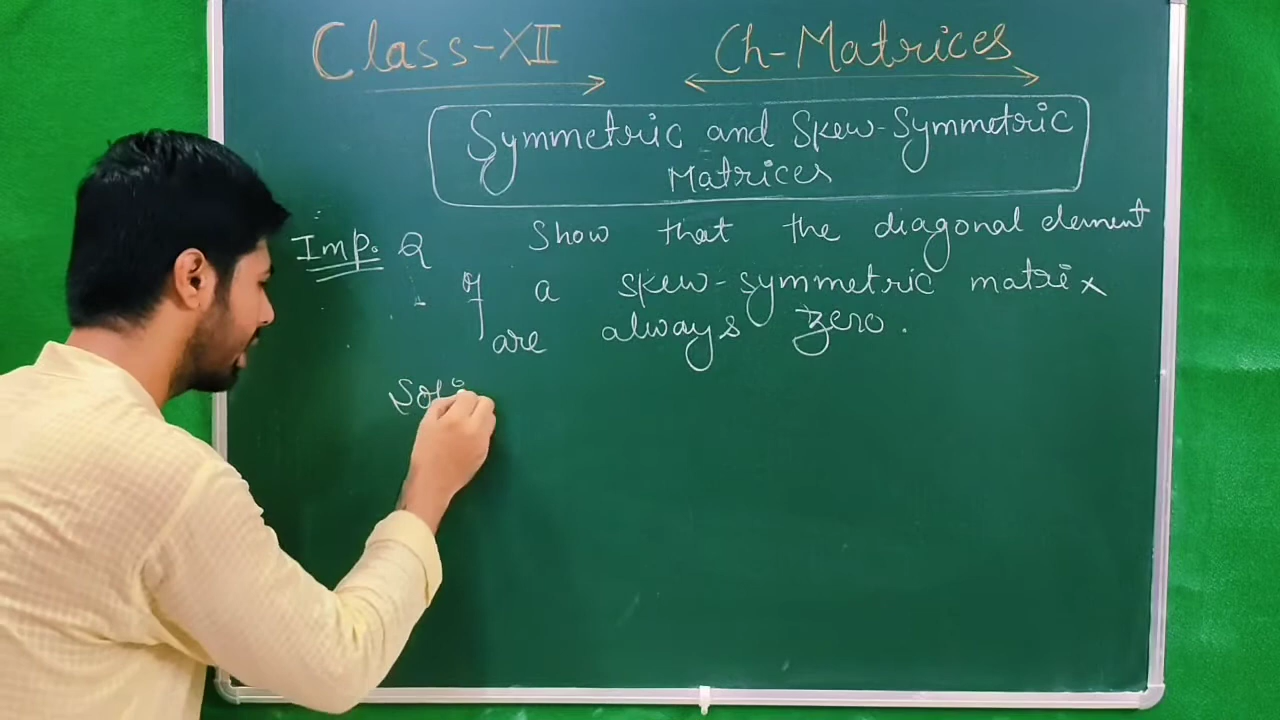 Class-XII
Ch-Matrices
Symmetric and Skew-Symmetric
Matrices
Imp. Q Show that the diagonal element
of a skew-symmetric matrix
are always zero.